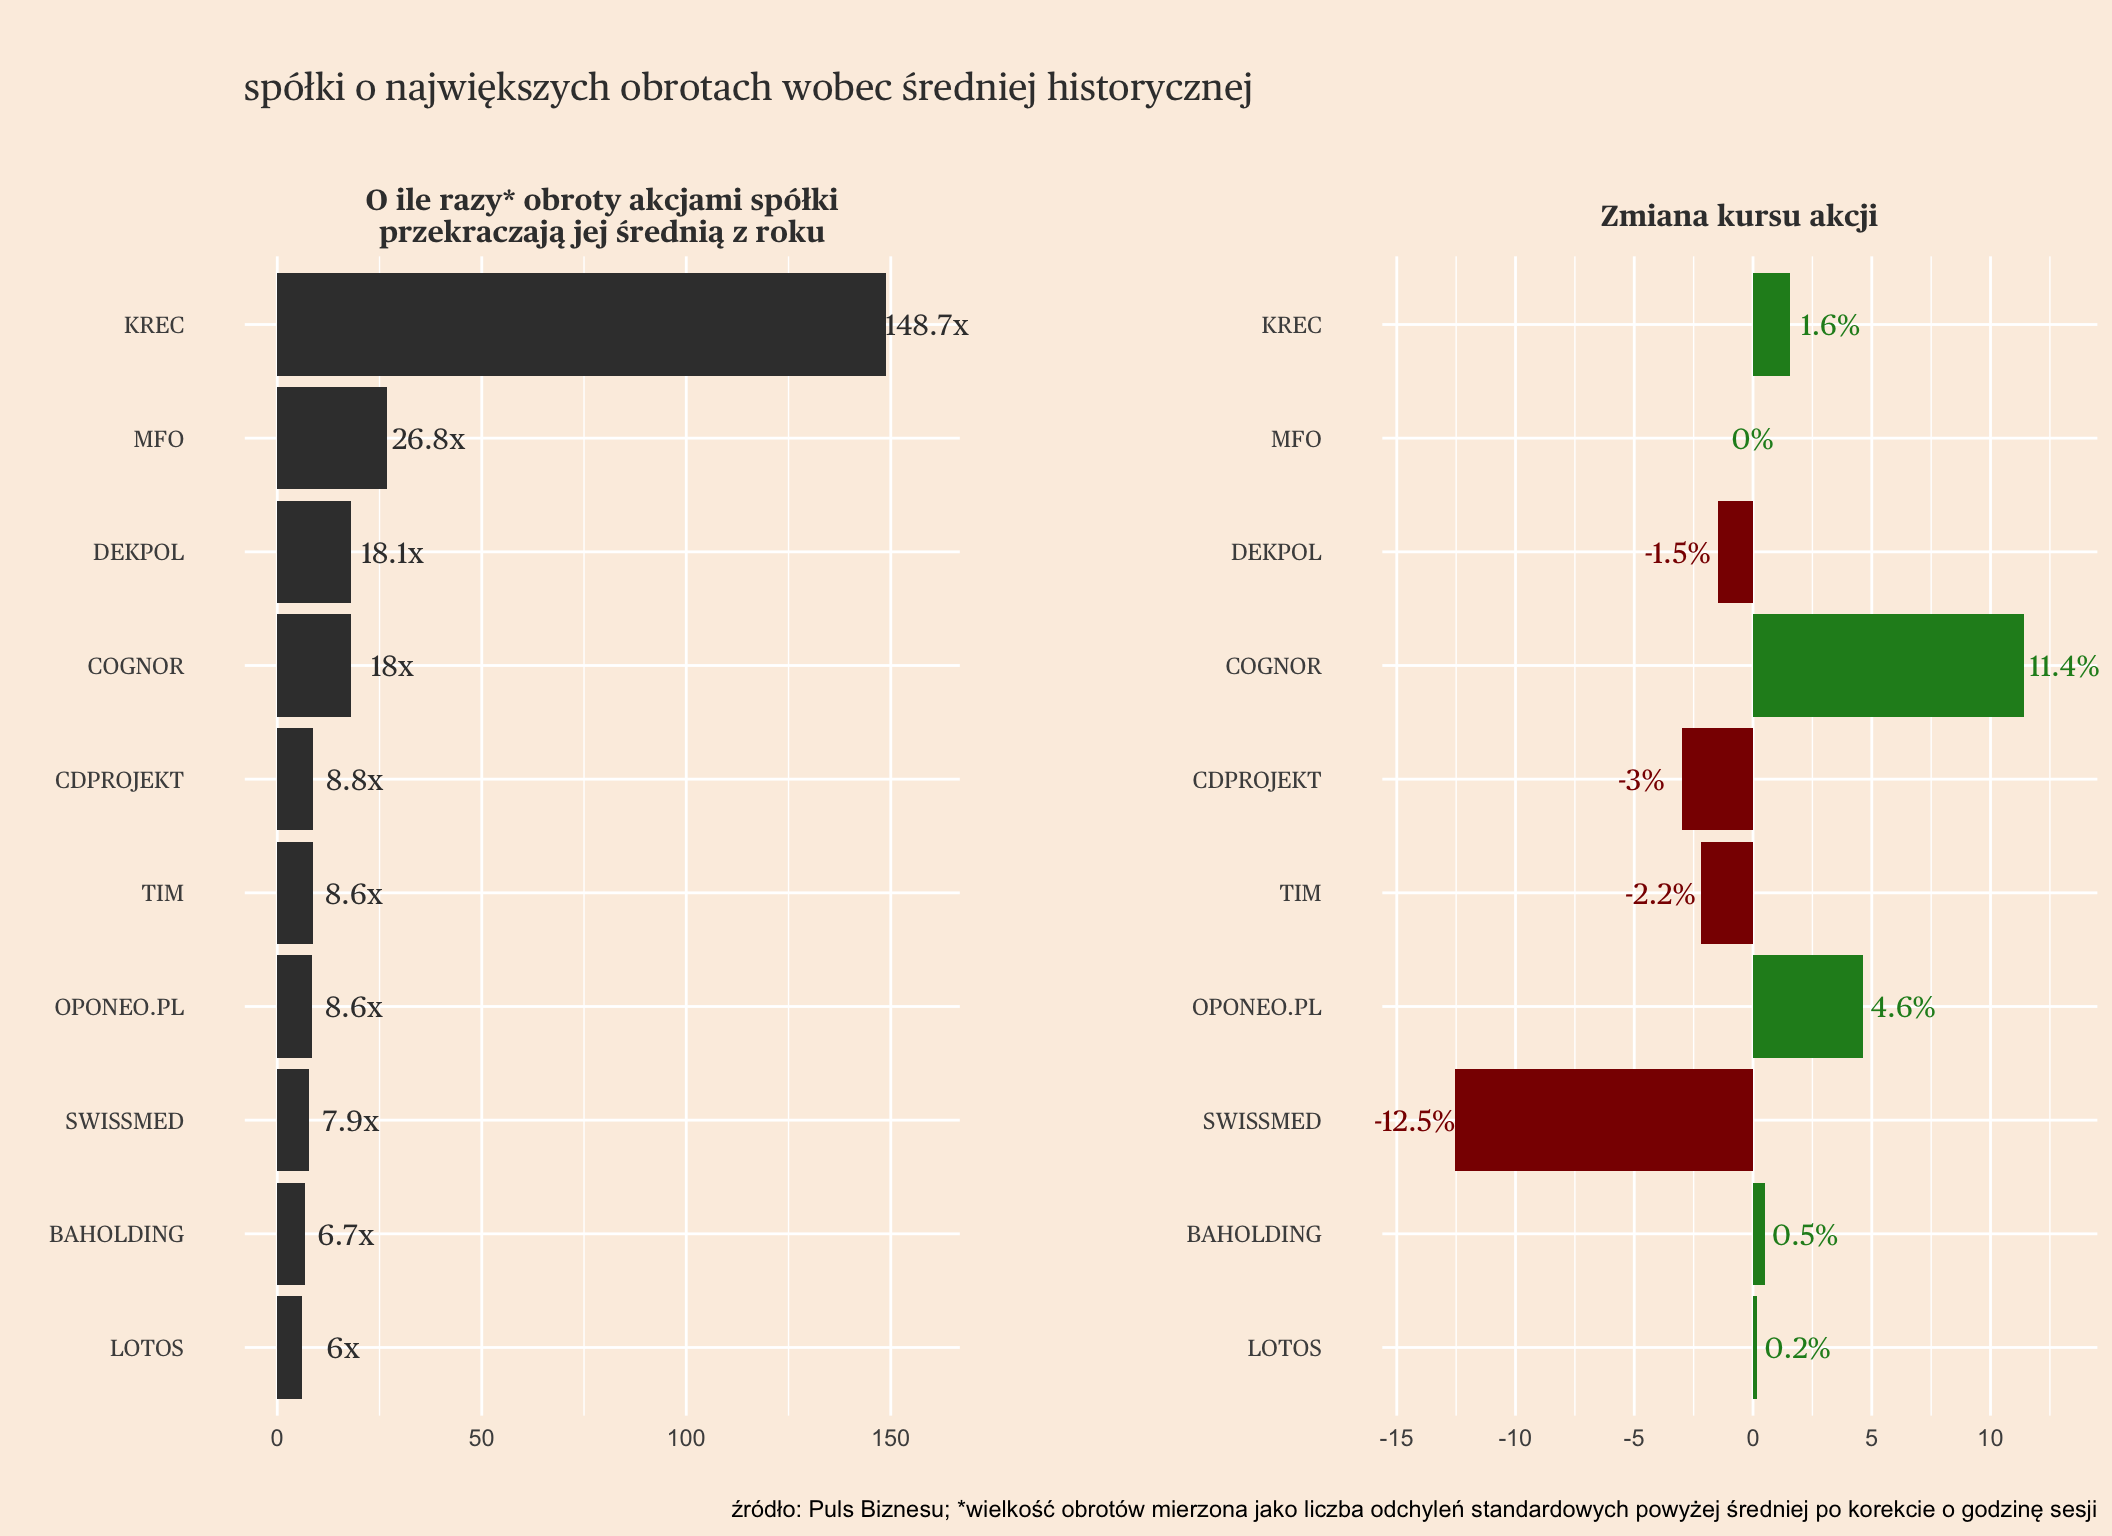 spółki o największych obrotach wobec średniej historycznej
O ile razy* obroty akcjami spółki
przekraczają jej średnią z roku
KREC 148.7x
MFO 26.8x
DEKPOL 18.1x
COGNOR 18x
CDPROJEKT 8.8x
TIM 8.6x
OPONEO.PL 8.6x
SWISSMED 7.9x
BAHOLDING 6.7x
LOTOS 6x
0 50 100 150
Zmiana kursu akcji
KREC 1.6%
MFO 0%
DEKPOL -1.5%
COGNOR 11.4%
CDPROJEKT -3%
TIM -2.2%
OPONEO.PL 4.6%
SWISSMED -12.5%
BAHOLDING 0.5%
LOTOS 0.2%
-15 -10 -5 0 5 10
źródło: Puls Biznesu; *wielkość obrotów mierzona jako liczba odchyleń standardowych powyżej średniej po korekcie o godzinę sesji